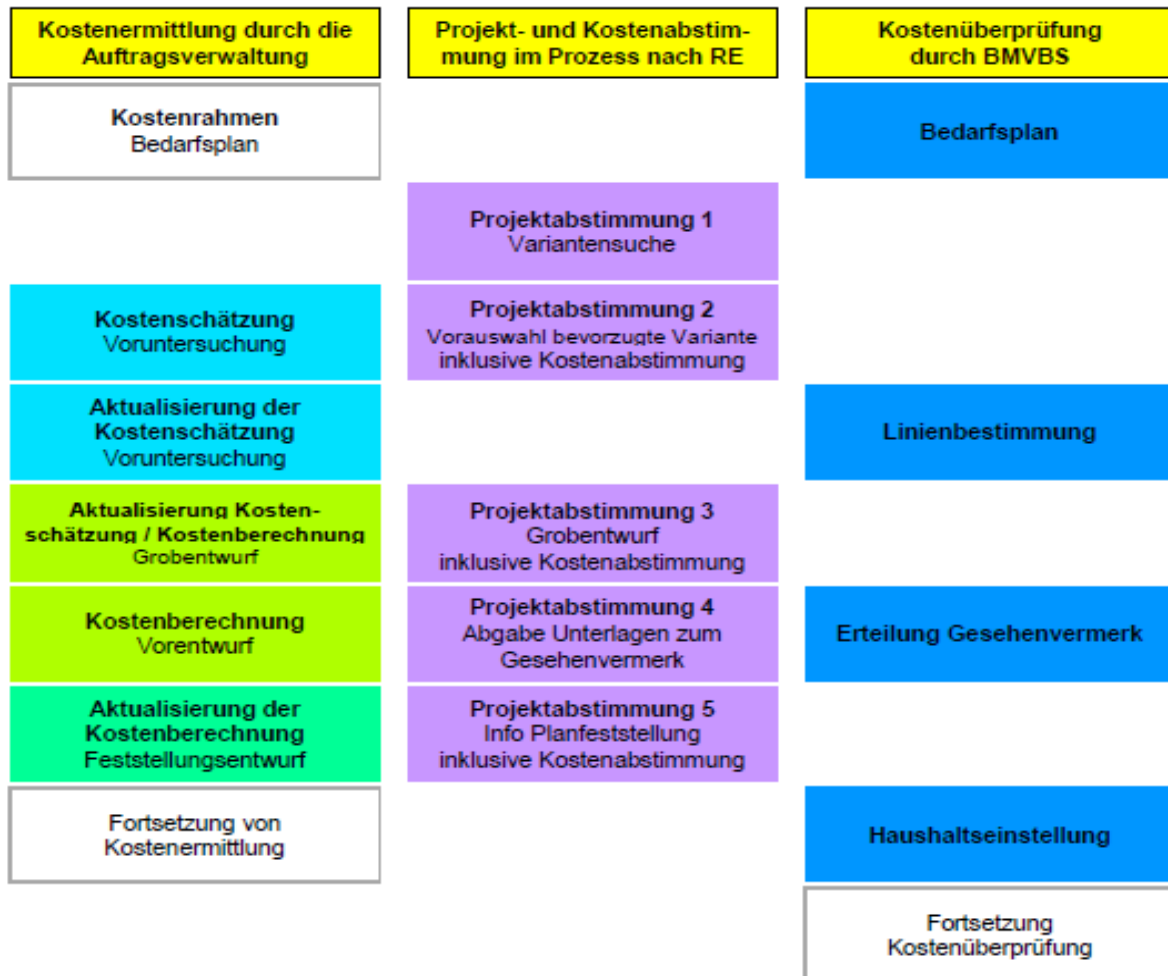 Kostenermittlung durch die
Auftragsverwaltung
Projekt- und Kostenabstim-
mung im Prozess nach RE
Kostenüberprüfung
durch BMVBS
Kostenrahmen
Bedarfsplan
Bedarfsplan
Projektabstimmung 1
Variantensuche
Kostenschätzung
Voruntersuchung
Projektabstimmung 2
Vorauswahl bevorzugte Variante
inklusive Kostenabstimmung
Aktualisierung der
Kostenschätzung
Voruntersuchung
Linienbestimmung
Aktualisierung Kosten-
schätzung / Kostenberechnung
Grobentwurf
Projektabstimmung 3
Grobentwurf
inklusive Kostenabstimmung
Kostenberechnung
Vorentwurf
Projektabstimmung 4
Abgabe Unterlagen zum
Gesehenvermerk
Erteilung Gesehenvermerk
Aktualisierung der
Kostenberechnung
Feststellungsentwurf
Projektabstimmung 5
Info Planfeststellung
inklusive Kostenabstimmung
Fortsetzung von
Kostenermittlung
Haushaltseinstellung
Fortsetzung
Kostenüberprüfung